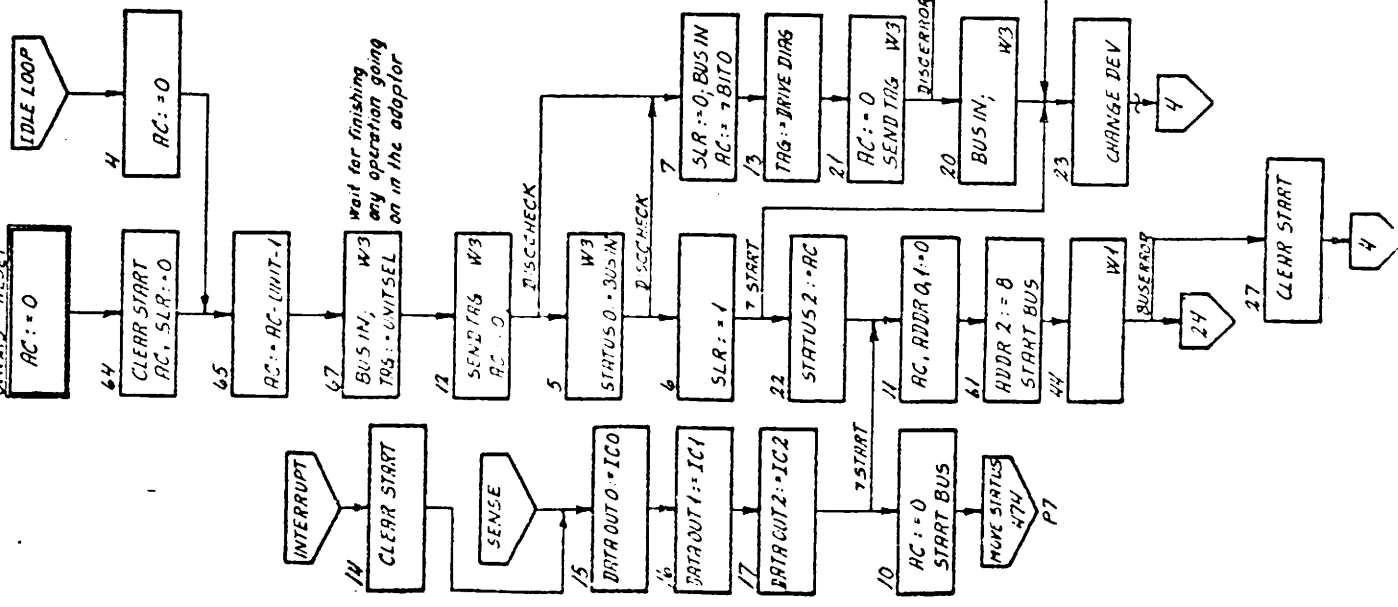 AC:=0
64
CLEAR START
AC, SLR:=0
65
AC:=AC-UNIT-1
67
BUS IN; W3
TAG:=UNITSEL
wait for finishing
any operation going
on in the adaptor
12
SEND TAG W3
AC:=0
DISCCHECK
5
W3
STATUS 0:=BUS IN
DISCCHECK
6
SLR:=1
¬ START
22
STATUS 2:=AC
11
AC, ADDR 0,1:=0
61
ADDR 2:=8
START BUS
44
W1
BUSERROR
24
27
CLEAR START
4
IDLE LOOP
4
AC:=0
7
SLR:=0; BUS IN
AC:=¬BIT0
13
TAG:=DRIVE DIAG
21
AC:=0
SEND TAG W3
DISCERROR
20
BUS IN;
W3
23
CHANGE DEV
4
INTERRUPT
14
CLEAR START
SENSE
15
DATA OUT 0:=IC0
16
DATA OUT 1:=IC1
17
DATA OUT 2:=IC2
¬START
10
AC:=0
START BUS
MOVE STATUS
474
P7